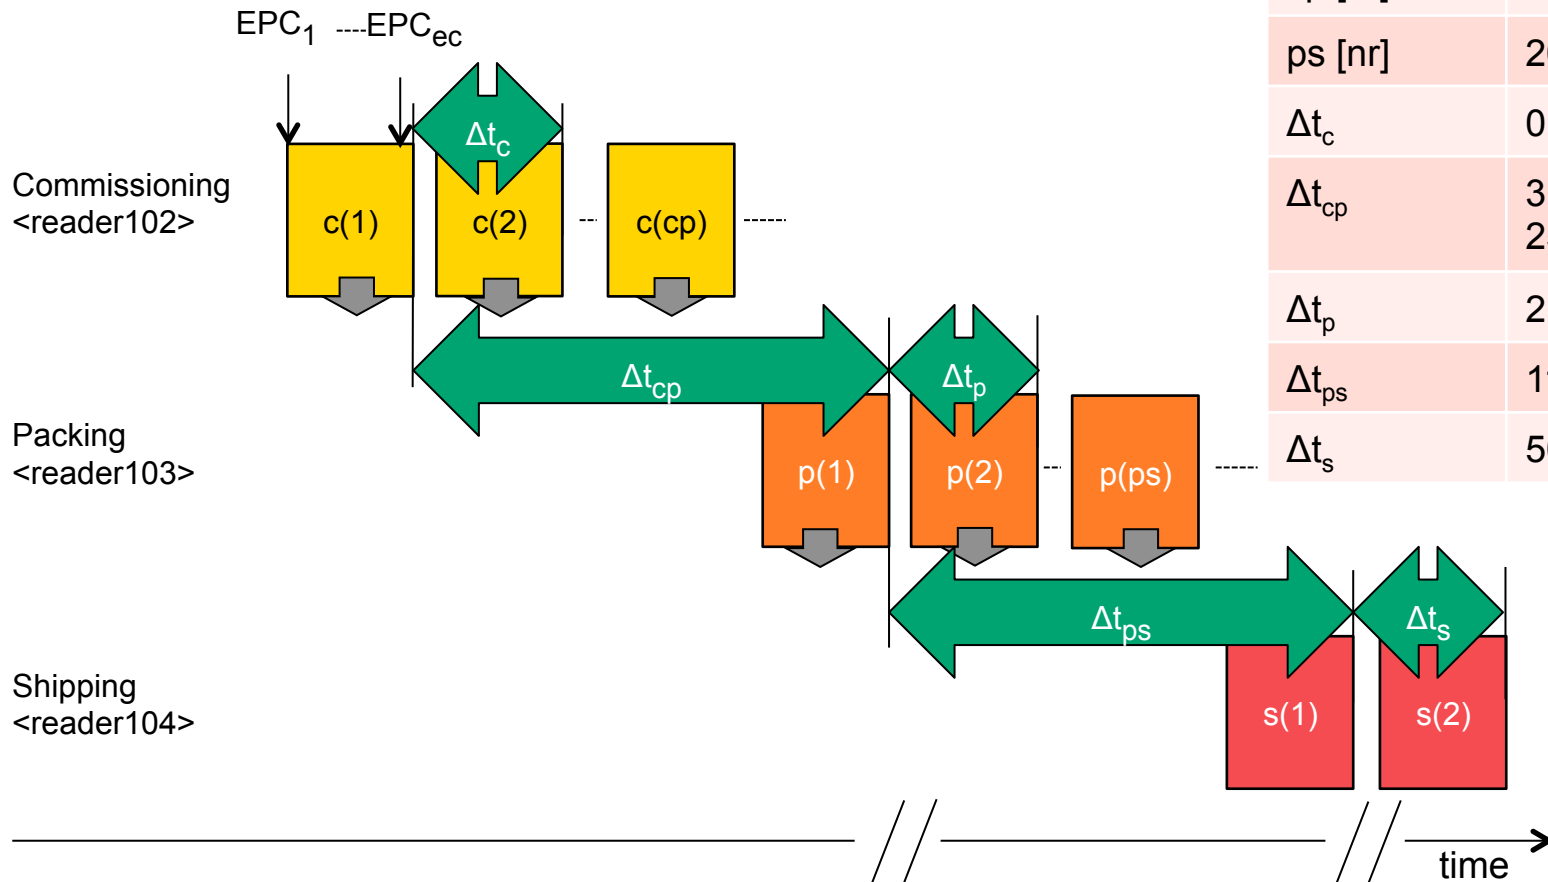 EPC1 ----EPCec
Δtc
Commissioning
<reader102>
c(1)
c(2)
c(cp)
Δtcp
Δtp
Packing
<reader103>
p(1)
p(2)
p(ps)
Δtps
Δts
Shipping
<reader104>
s(1)
s(2)
time
ps [nr]
Δtc
Δtcp
Δtp
Δtps
Δts